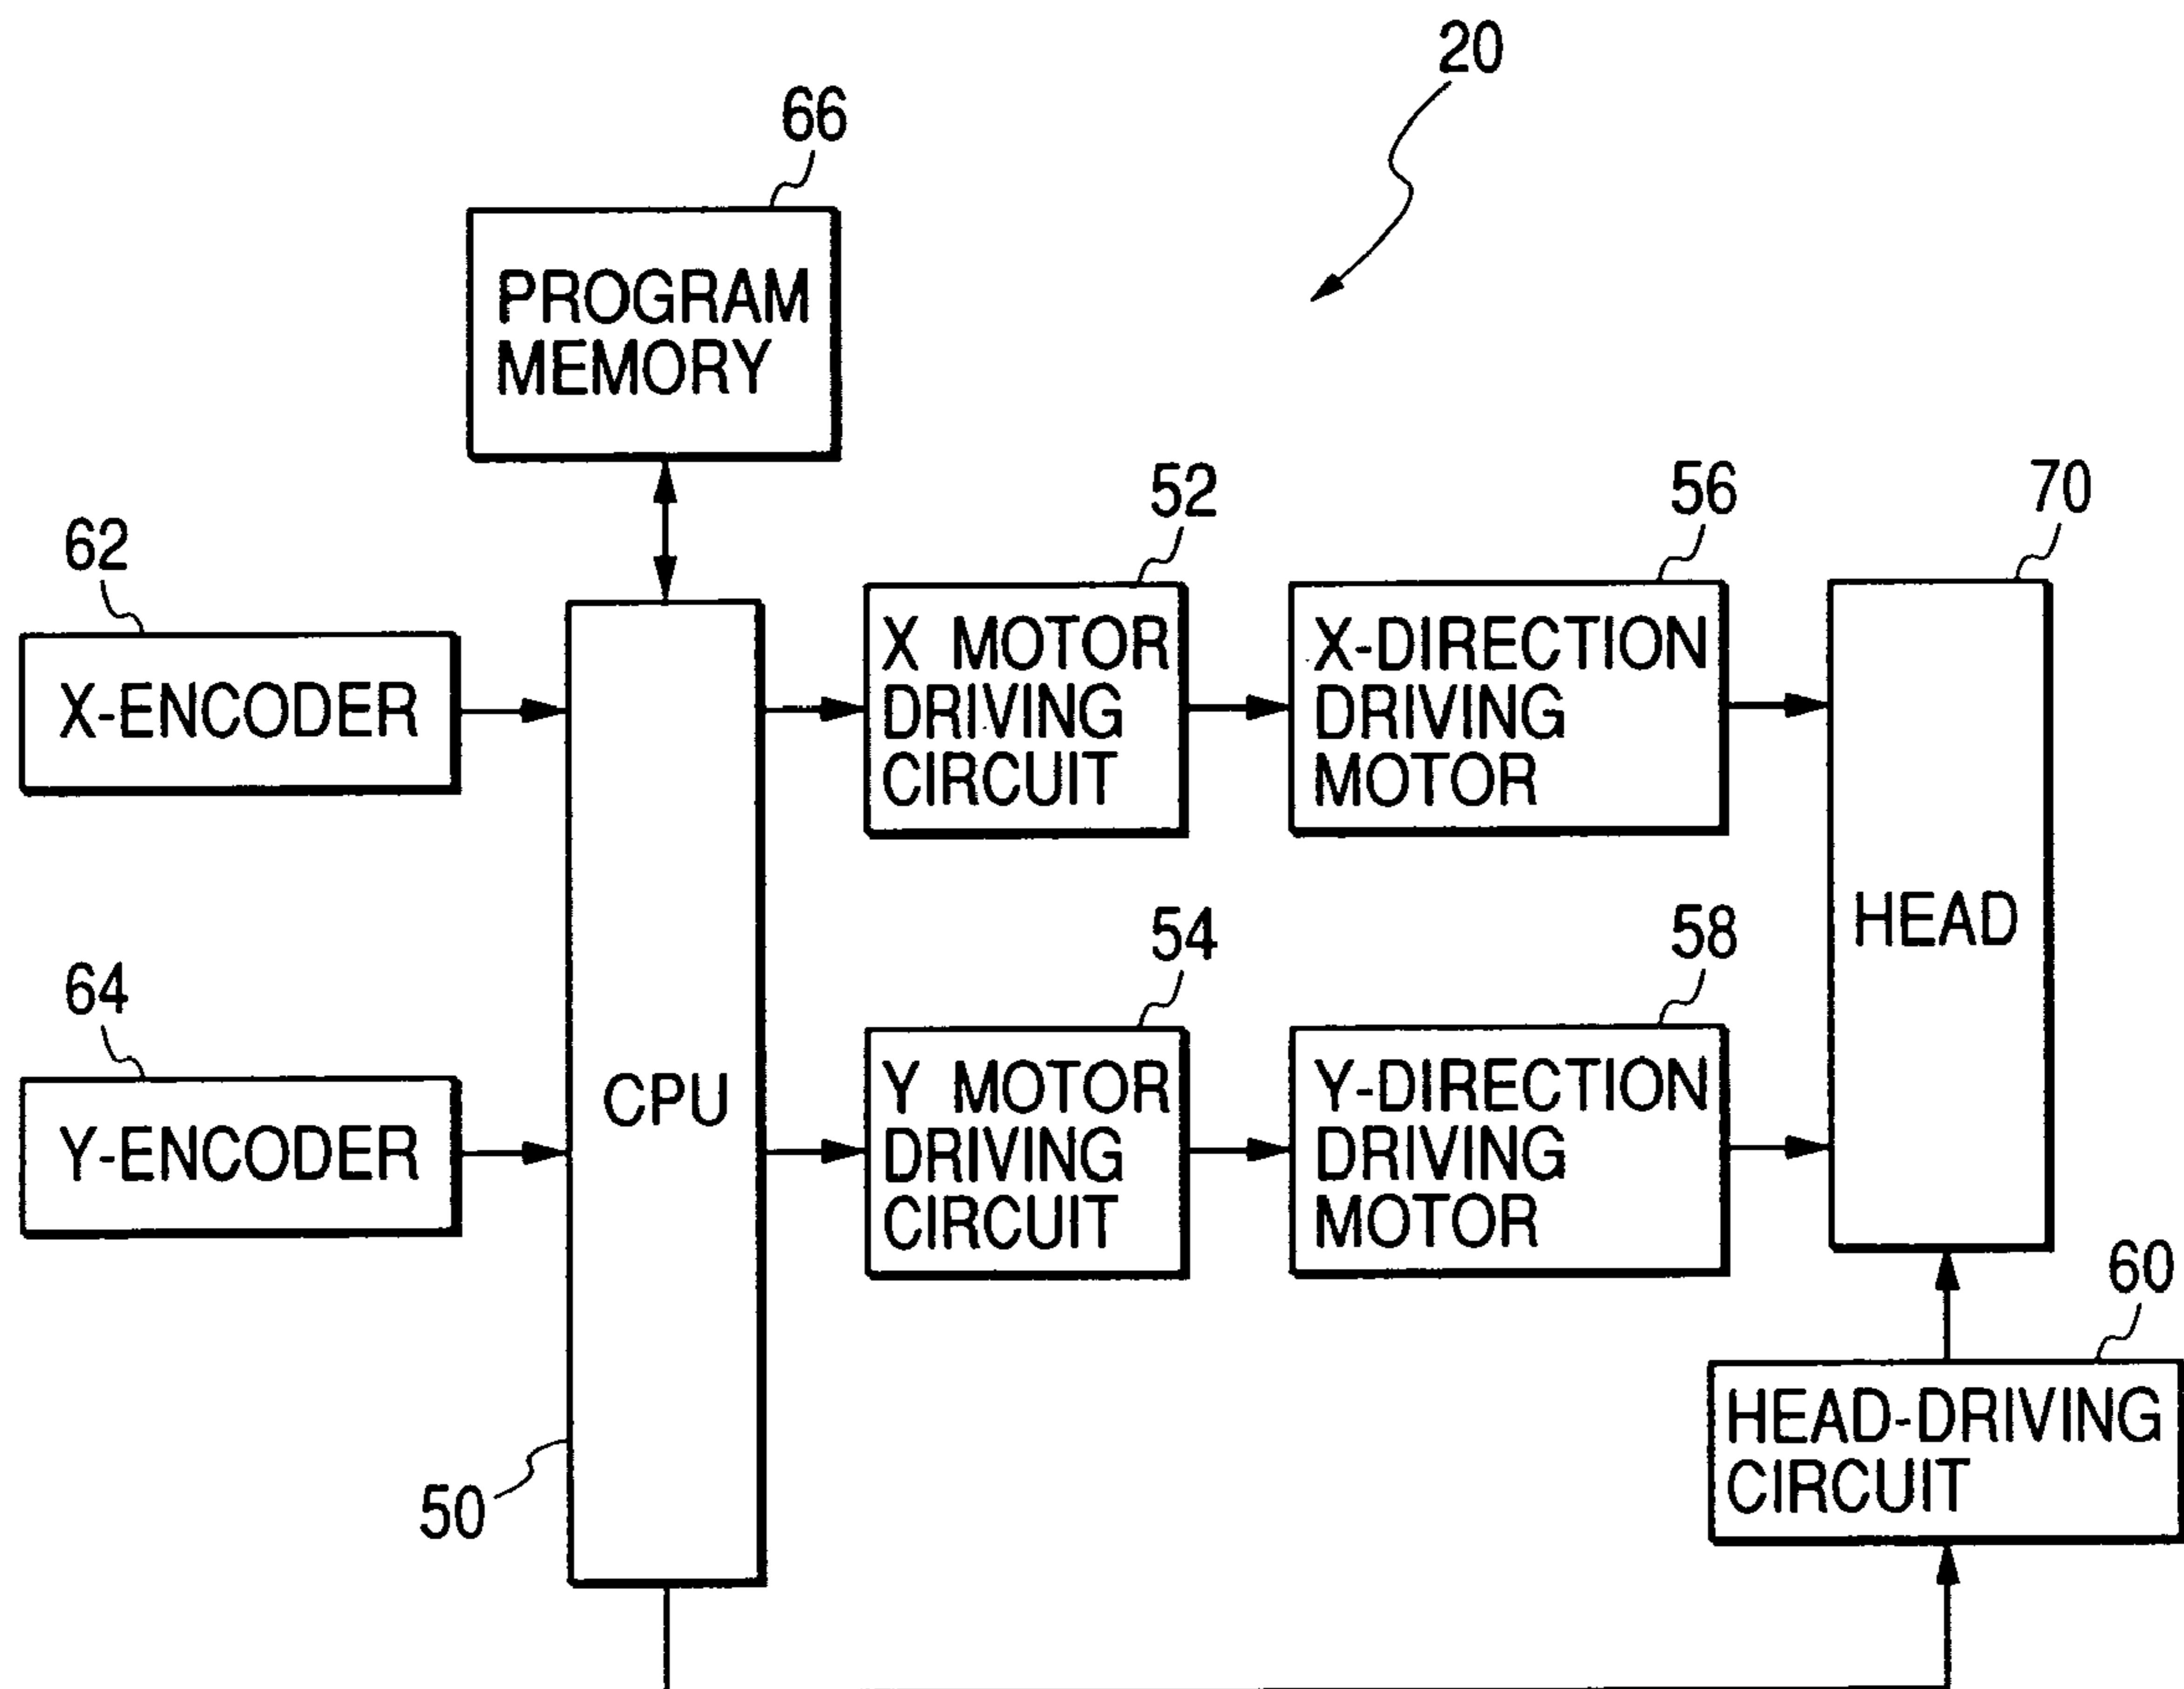 20
66
PROGRAM
MEMORY
62
X-ENCODER
52
X MOTOR
DRIVING
CIRCUIT
56
X-DIRECTION
DRIVING
MOTOR
70
HEAD
64
Y-ENCODER
CPU
50
54
Y MOTOR
DRIVING
CIRCUIT
58
Y-DIRECTION
DRIVING
MOTOR
60
HEAD-DRIVING
CIRCUIT